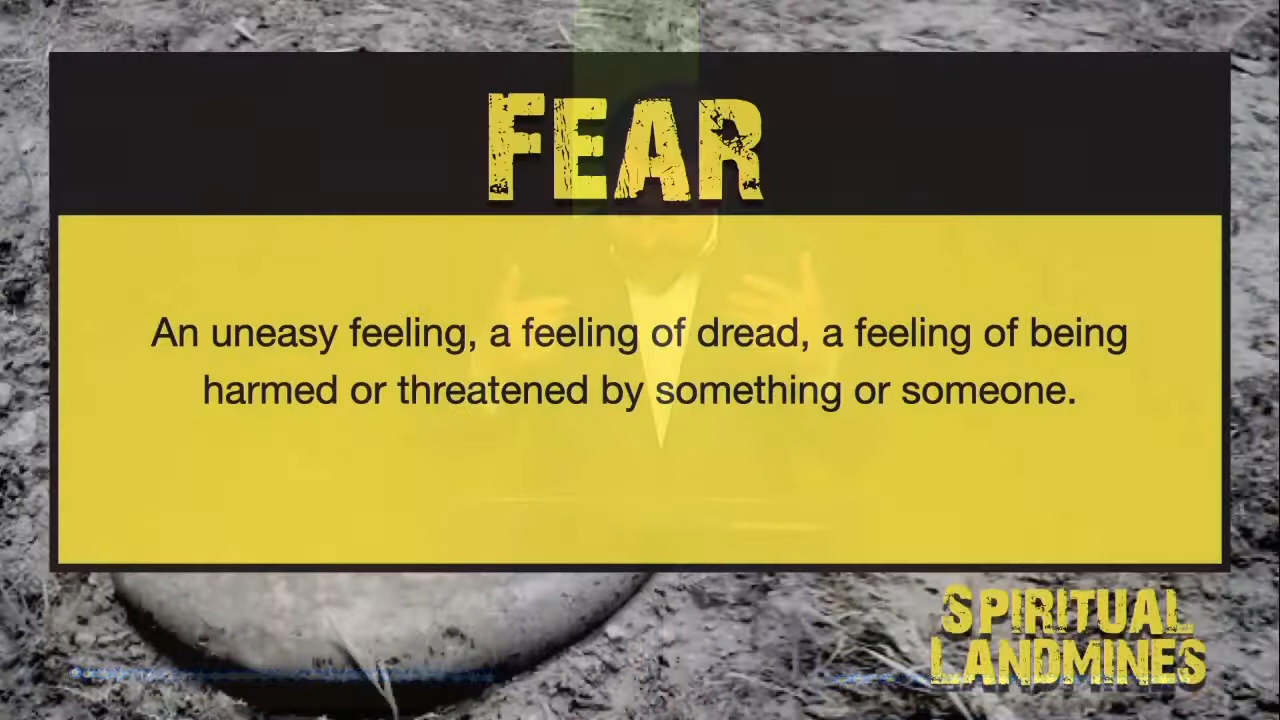 FEAR
An uneasy feeling, a feeling of dread, a feeling of being
harmed or threatened by something or someone.
SPIRITUAL
LANDMINES